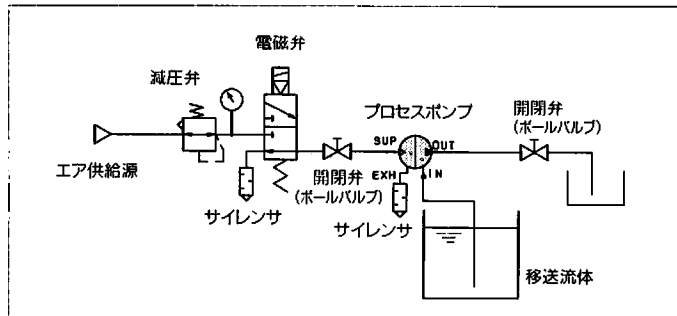 電磁弁
減圧弁
プロセスポンプ
開閉弁
(ボールバルブ)
SUP
OUT
エア供給源
EXH
IN
開閉弁
(ボールバルブ)
サイレンサ
サイレンサ
移送流体